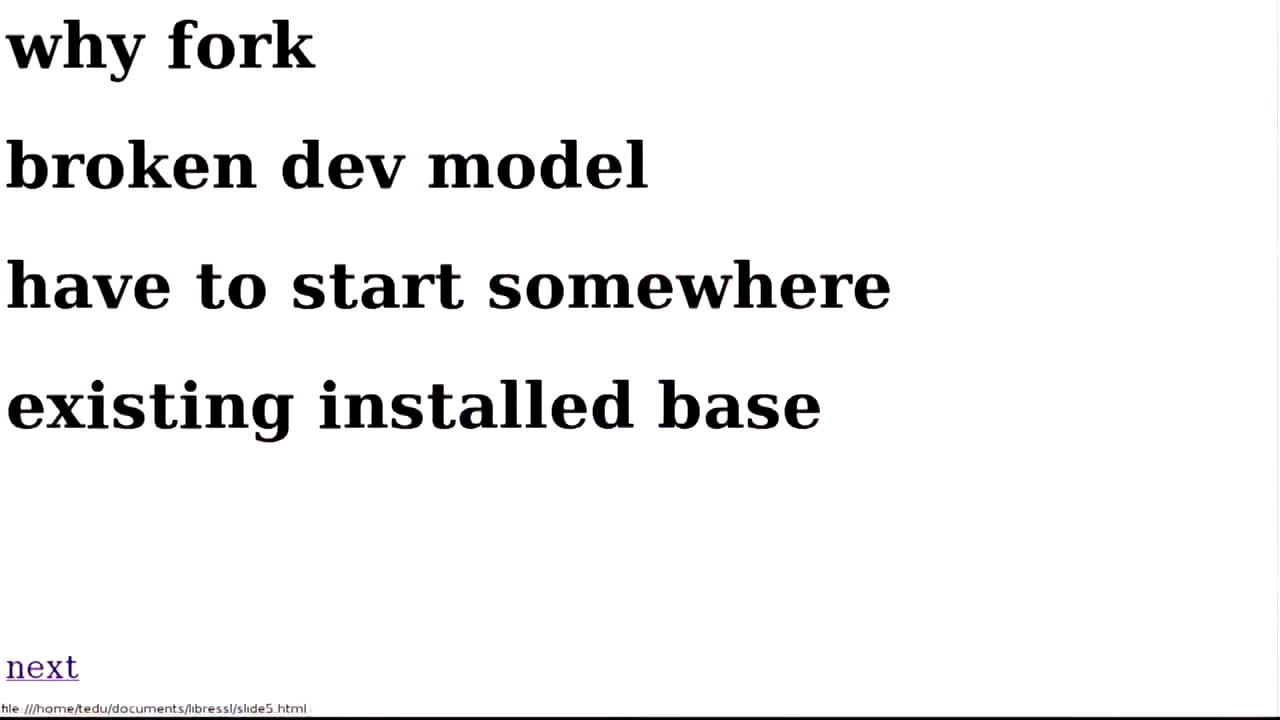 why fork
broken dev model
have to start somewhere
existing installed base
next
file:///home/tedu/documents/libressl/slide5.html